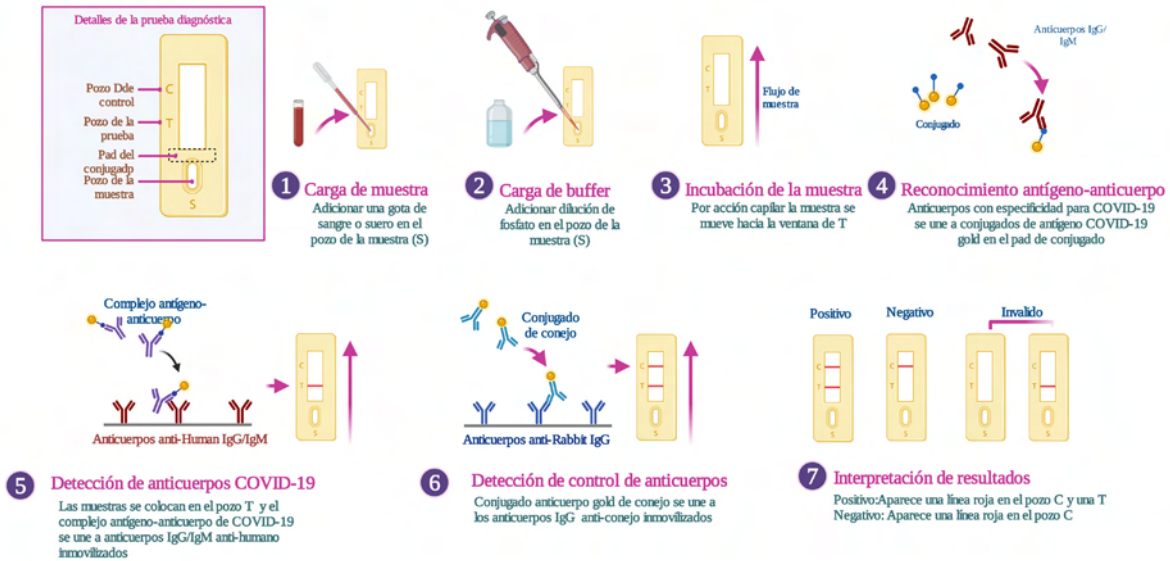 Detalles de la prueba diagnóstica
Pozo Dde
control
Pozo de la
prueba
Pad del
conjugadp
Pozo de la
muestra
C
T
S
C
T
S
C
T
S
C
T
S
Flujo de
muestra
Anticuerpos IgG/
IgM
Conjugado
1 Carga de muestra
Adicionar una gota de
sangre o suero en el
pozo de la muestra (S)
2 Carga de buffer
Adicionar dilución de
fosfato en el pozo de la
muestra (S)
3 Incubación de la muestra
Por acción capilar la muestra se
mueve hacia la ventana de T
4 Reconocimiento antígeno-anticuerpo
Anticuerpos con especificidad para COVID-19
se une a conjugados de antígeno COVID-19
gold en el pad de conjugado
Complejo antígeno-
anticuerpo
C
T
S
Anticuerpos anti-Human IgG/IgM
5 Detección de anticuerpos COVID-19
Las muestras se colocan en el pozo T y el
complejo antígeno-anticuerpo de COVID-19
se une a anticuerpos IgG/IgM anti-humano
inmovilizados
Conjugado
de conejo
C
T
S
Anticuerpos anti-Rabbit IgG
6 Detección de control de anticuerpos
Conjugado anticuerpo gold de conejo se une a
los anticuerpos IgG anti-conejo inmovilizados
Positivo
Negativo
Invalido
C
T
S
C
T
S
C
T
S
C
T
S
7 Interpretación de resultados
Positivo:Aparece una línea roja en el pozo C y una T
Negativo: Aparece una línea roja en el pozo C